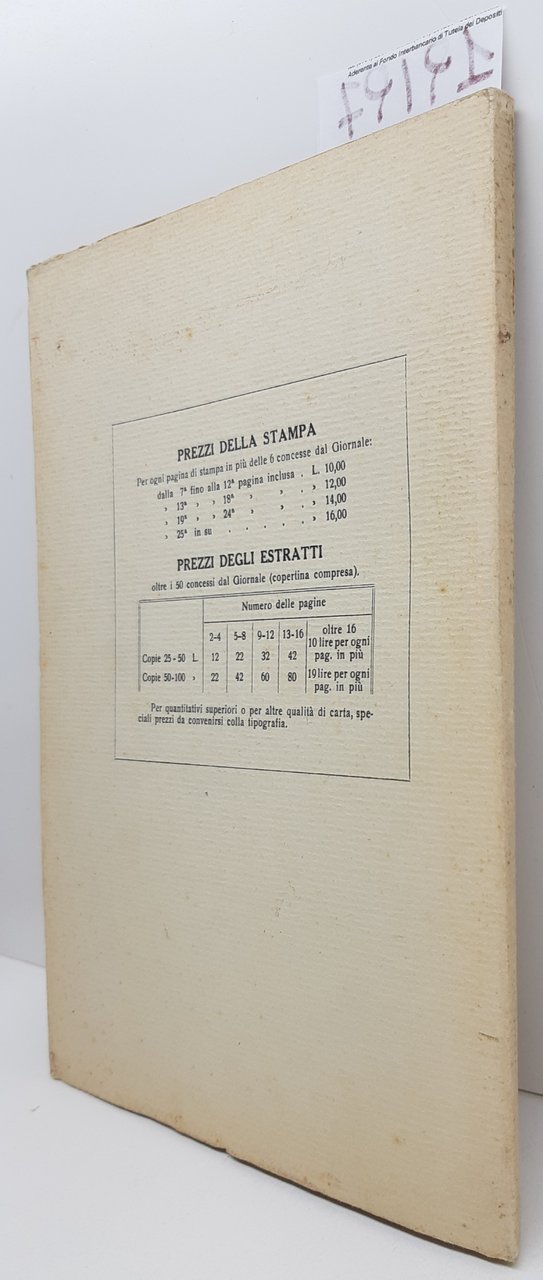 Aderente al Fondo Interbancario di Tutela dei Depositi
PREZZI DELLA STAMPA
Per ogni pagina di stampa in più delle 6 concesse dal Giornale:
dalla 7ª fino alla 12ª pagina inclusa . L. 10,00
› 13ª › › 18ª › › . › 12,00
› 19ª › › 24ª › › . › 14,00
› 25ª in su . . . . . › 16,00
PREZZI DEGLI ESTRATTI
oltre i 50 concessi dal Giornale (copertina compresa).
Numero delle pagine
2-4 5-8 9-12 13-16 oltre 16
10 lire per ogni
Copie 25-50 L. 12 22 32 42 pag. in più
Copie 50-100 › 22 42 60 80 19 lire per ogni
pag. in più
Per quantitativi superiori o per altre qualità di carta, spe-
ciali prezzi da convenirsi colla tipografia.